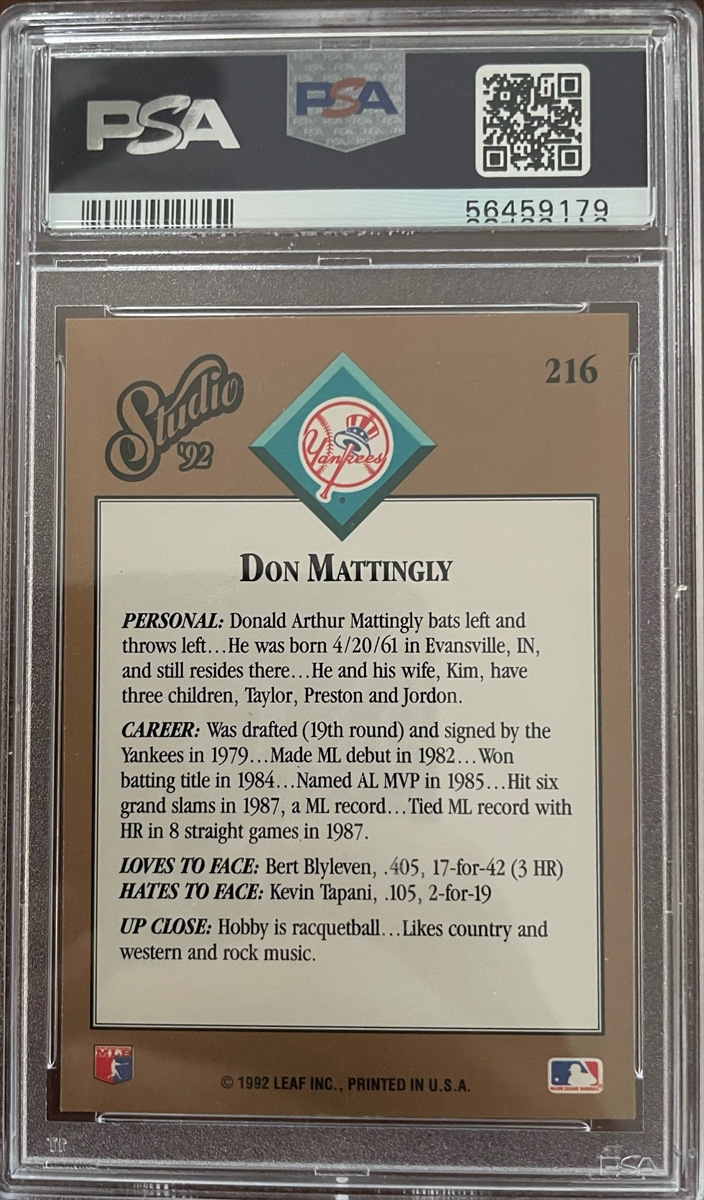 PSA
PSA
56459179
Studio
'92
216
Yankees
DON MATTINGLY
PERSONAL: Donald Arthur Mattingly bats left and
throws left...He was born 4/20/61 in Evansville, IN,
and still resides there...He and his wife, Kim, have
three children, Taylor, Preston and Jordon.
CAREER: Was drafted (19th round) and signed by the
Yankees in 1979...Made ML debut in 1982...Won
batting title in 1984...Named AL MVP in 1985...Hit six
grand slams in 1987, a ML record...Tied ML record with
HR in 8 straight games in 1987.
LOVES TO FACE: Bert Blyleven, .405, 17-for-42 (3 HR)
HATES TO FACE: Kevin Tapani, .105, 2-for-19
UP CLOSE: Hobby is racquetball...Likes country and
western and rock music.
© 1992 LEAF INC., PRINTED IN U.S.A.
MAJOR LEAGUE BASEBALL
PSA